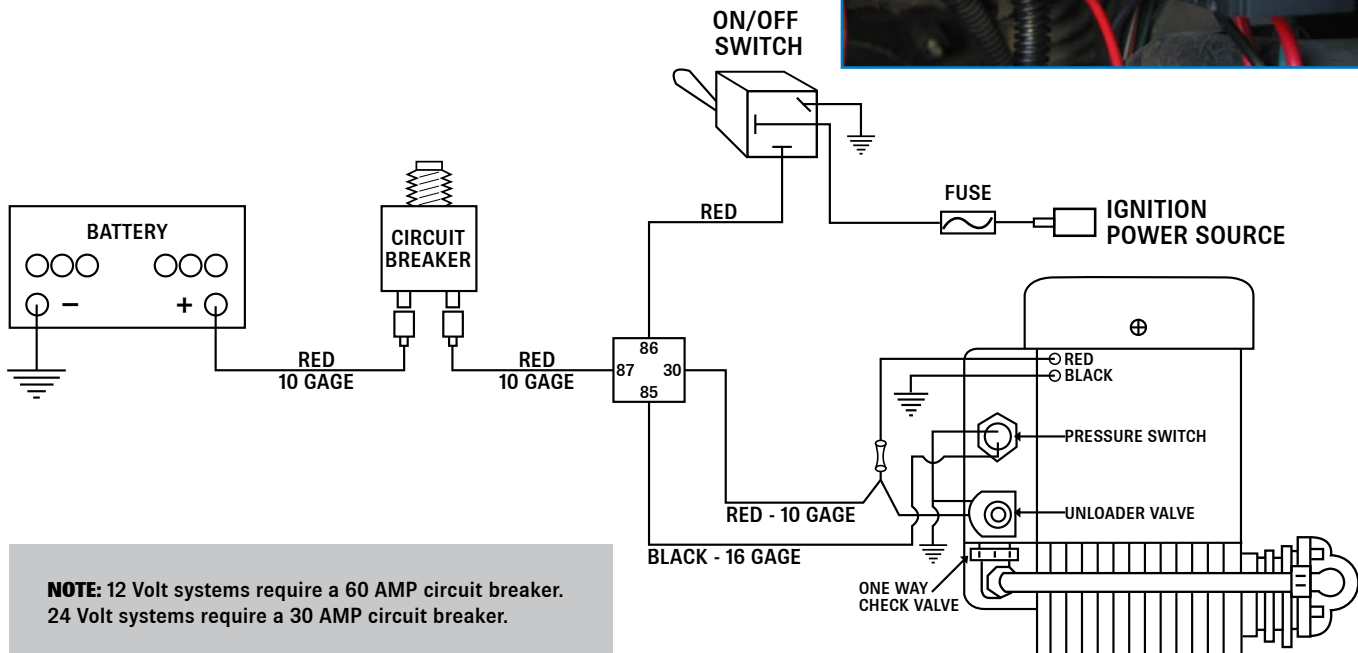 ON/OFF
SWITCH
FUSE
IGNITION
POWER SOURCE
RED
BATTERY
–
+
CIRCUIT
BREAKER
RED
10 GAGE
RED
10 GAGE
86
87
30
85
RED
BLACK
PRESSURE SWITCH
UNLOADER VALVE
RED - 10 GAGE
BLACK - 16 GAGE
ONE WAY
CHECK VALVE
NOTE: 12 Volt systems require a 60 AMP circuit breaker.
24 Volt systems require a 30 AMP circuit breaker.